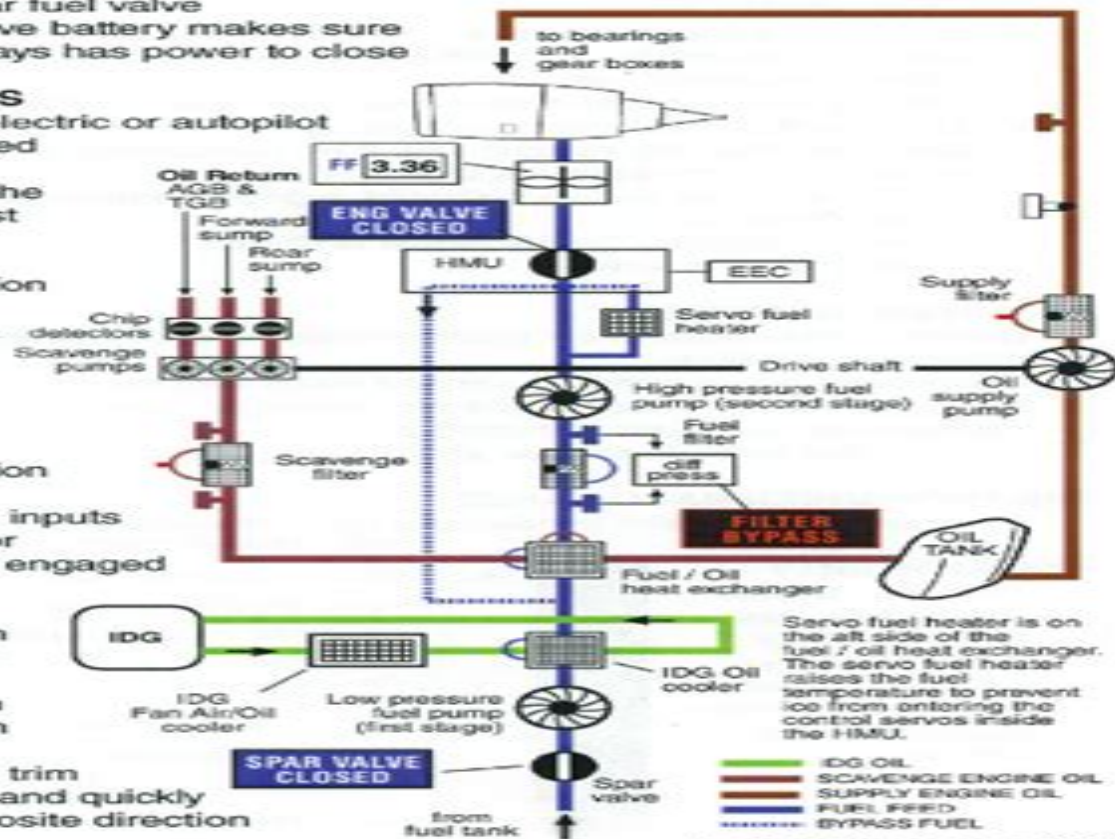 ar fuel valve
ve battery makes sure
ays has power to close
s
lectric or autopilot
ed
he
st
ion
ion
inputs
or
engaged
n
trim
and quickly
osite direction
to bearings
and
gear boxes
FF 3.36
Oil Return
AGB &
TGB
Forward
sump
Rear
sump
ENG VALVE
CLOSED
HMU
EEC
Supply
filter
Chip
detectors
Servo fuel
heater
Scavenge
pumps
Drive shaft
High pressure fuel
pump (second stage)
Oil
supply
pump
Fuel
filter
Scavenge
filter
diff
press
FILTER
BYPASS
OIL
TANK
Fuel / Oil
heat exchanger
IDG
IDG Oil
cooler
IDG
Fan Air/Oil
cooler
Low pressure
fuel pump
(first stage)
Servo fuel heater is on
the aft side of the
fuel / oil heat exchanger.
The servo fuel heater
raises the fuel
temperature to prevent
ice from entering the
control servos inside
the HMU.
SPAR VALVE
CLOSED
Spar
valve
from
fuel tank
IDG OIL
SCAVENGE ENGINE OIL
SUPPLY ENGINE OIL
FUEL FEED
BYPASS FUEL